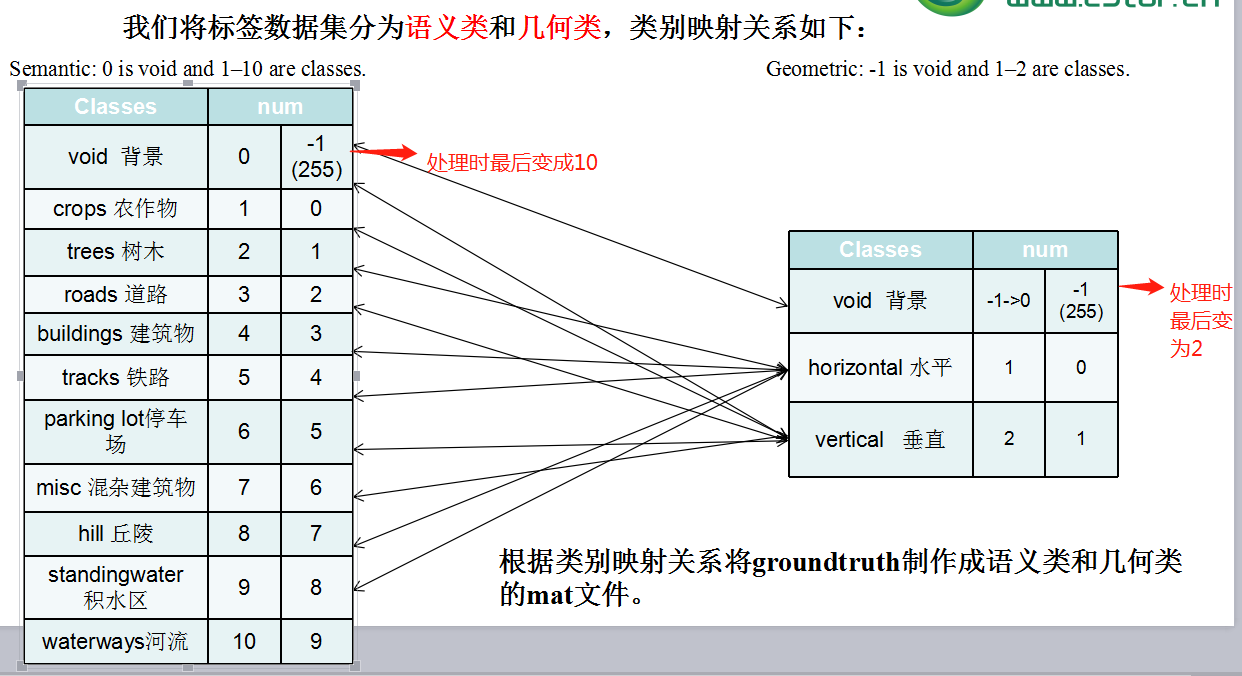 www.cstor.cn
我们将标签数据集分为语义类和几何类，类别映射关系如下：
Semantic: 0 is void and 1–10 are classes.
Geometric: -1 is void and 1–2 are classes.
Classes num
void 背景 0 -1
(255)
处理时最后变成10
crops 农作物 1 0
trees 树木 2 1
roads 道路 3 2
buildings 建筑物 4 3
tracks 铁路 5 4
parking lot停车
场 6 5
misc 混杂建筑物 7 6
hill 丘陵 8 7
standingwater
积水区 9 8
waterways河流 10 9
Classes num
void 背景 -1->0 -1
(255)
处理时
最后变
为2
horizontal 水平 1 0
vertical 垂直 2 1
根据类别映射关系将groundtruth制作成语义类和几何类
的mat文件。